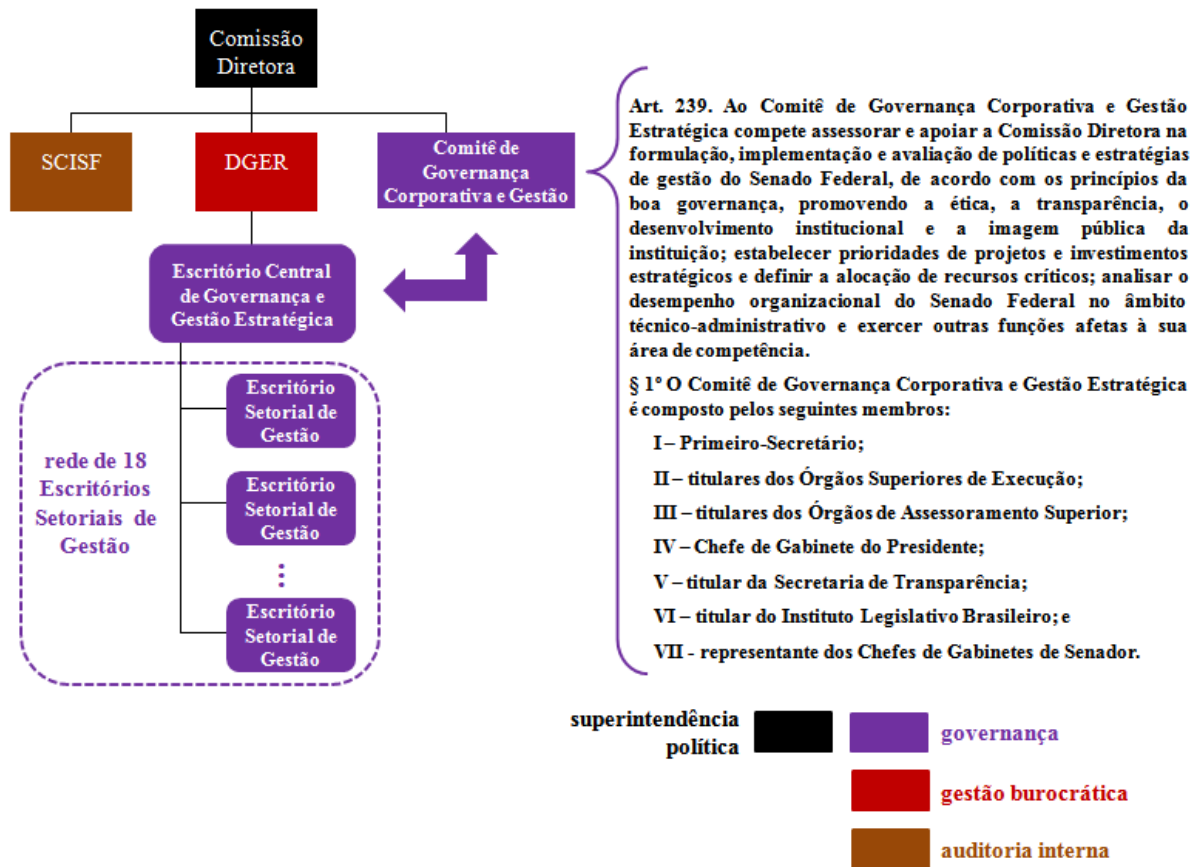 Comissão
Diretora
SCISF
DGER
Comitê de
Governança
Corporativa e Gestão
Escritório Central
de Governança e
Gestão Estratégica
Escritório
Setorial de
Gestão
Escritório
Setorial de
Gestão
⋮
Escritório
Setorial de
Gestão
rede de 18
Escritórios
Setoriais de
Gestão
Art. 239. Ao Comitê de Governança Corporativa e Gestão
Estratégica compete assessorar e apoiar a Comissão Diretora na
formulação, implementação e avaliação de políticas e estratégias
de gestão do Senado Federal, de acordo com os princípios da
boa governança, promovendo a ética, a transparência, o
desenvolvimento institucional e a imagem pública da
instituição; estabelecer prioridades de projetos e investimentos
estratégicos e definir a alocação de recursos críticos; analisar o
desempenho organizacional do Senado Federal no âmbito
técnico-administrativo e exercer outras funções afetas à sua
área de competência.
§ 1º O Comitê de Governança Corporativa e Gestão Estratégica
é composto pelos seguintes membros:
I – Primeiro-Secretário;
II – titulares dos Órgãos Superiores de Execução;
III – titulares dos Órgãos de Assessoramento Superior;
IV – Chefe de Gabinete do Presidente;
V – titular da Secretaria de Transparência;
VI – titular do Instituto Legislativo Brasileiro; e
VII - representante dos Chefes de Gabinetes de Senador.
superintendência
política
governança
gestão burocrática
auditoria interna